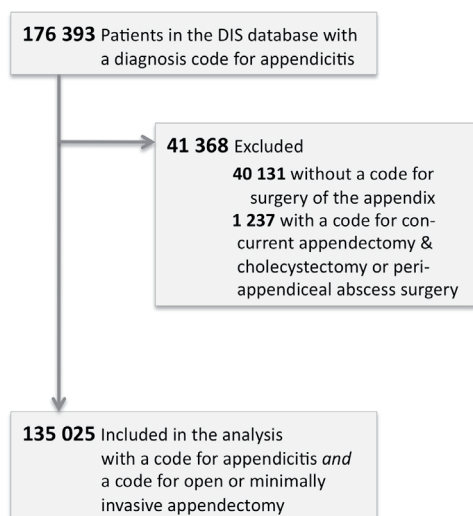 176 393 Patients in the DIS database with
a diagnosis code for appendicitis
41 368 Excluded
40 131 without a code for
surgery of the appendix
1 237 with a code for con-
current appendectomy &
cholecystectomy or peri-
appendiceal abscess surgery
135 025 Included in the analysis
with a code for appendicitis and
a code for open or minimally
invasive appendectomy